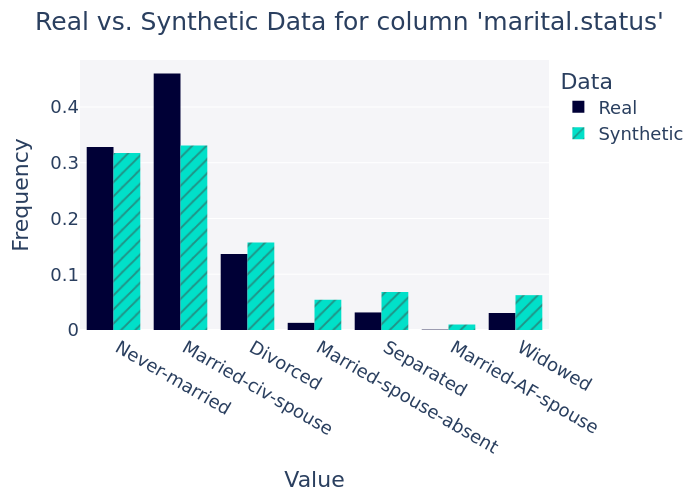 Real vs. Synthetic Data for column 'marital.status'
Data
Real
Synthetic
Frequency
0.4
0.3
0.2
0.1
0
Never-married
Married-civ-spouse
Divorced
Married-spouse-absent
Separated
Married-AF-spouse
Widowed
Value